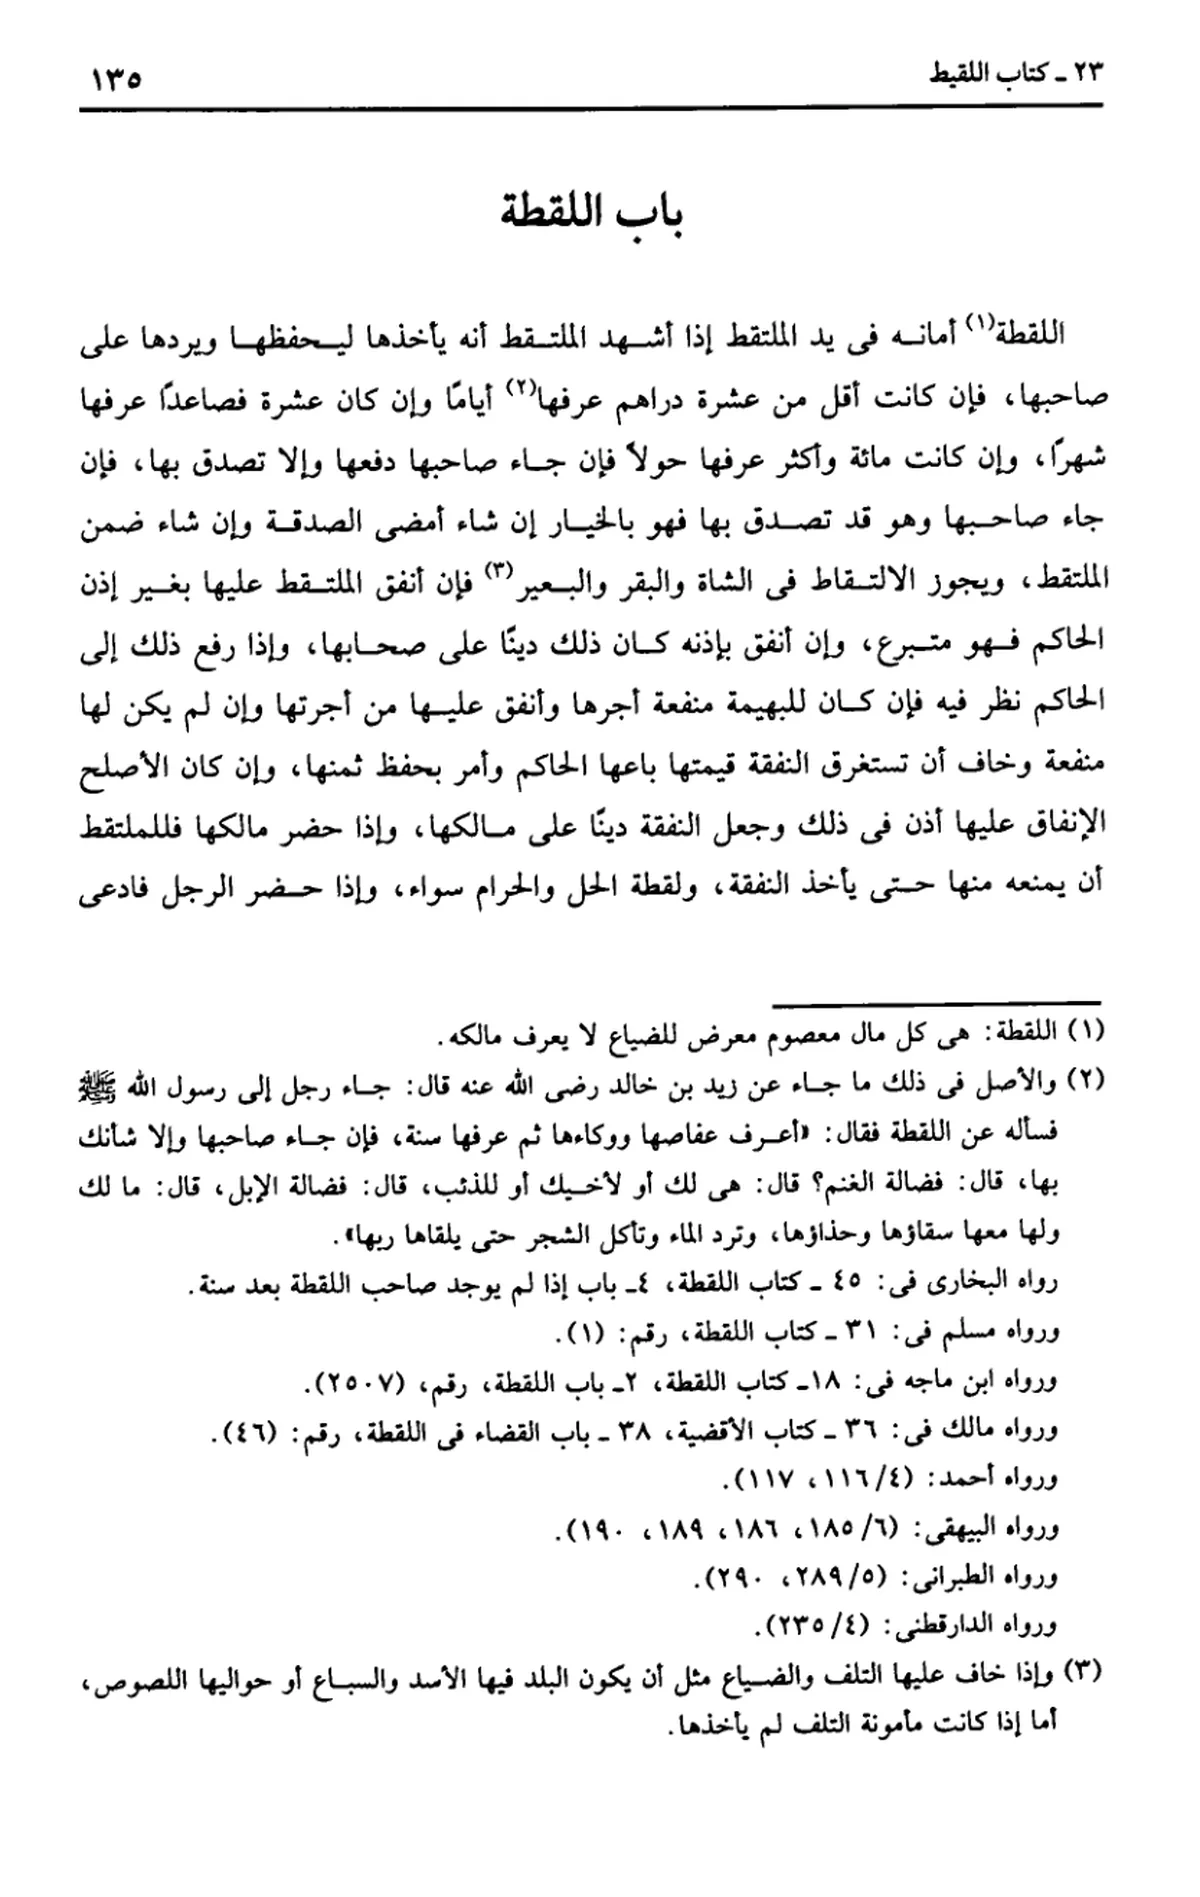 ٢٣ ـ كتاب اللقيط
١٣٥
باب اللقطة
اللقطة(١) أمانه فى يد الملتقط إذا أشهد الملتقط أنه يأخذها ليحفظها ويردها على
صاحبها، فإن كانت أقل من عشرة دراهم عرفها(٢) أيامًا وإن كان عشرة فصاعدًا عرفها
شهرًا، وإن كانت مائة وأكثر عرفها حولاً فإن جاء صاحبها دفعها وإلا تصدق بها، فإن
جاء صاحبها وهو قد تصدق بها فهو بالخيار إن شاء أمضى الصدقة وإن شاء ضمن
الملتقط، ويجوز الالتقاط فى الشاة والبقر والبعير(٣) فإن أنفق الملتقط عليها بغير إذن
الحاكم فهو متبرع، وإن أنفق بإذنه كان ذلك دينًا على صحابها، وإذا رفع ذلك إلى
الحاكم نظر فيه فإن كان للبهيمة منفعة أجرها وأنفق عليها من أجرتها وإن لم يكن لها
منفعة وخاف أن تستغرق النفقة قيمتها باعها الحاكم وأمر بحفظ ثمنها، وإن كان الأصلح
الإنفاق عليها أذن فى ذلك وجعل النفقة دينًا على مالكها، وإذا حضر مالكها فللملتقط
أن يمنعه منها حتى يأخذ النفقة، ولقطة الحل والحرام سواء، وإذا حضر الرجل فادعى
(١) اللقطة: هى كل مال معصوم معرض للضياع لا يعرف مالكه.
(٢) والأصل فى ذلك ما جاء عن زيد بن خالد رضى الله عنه قال: جاء رجل إلى رسول الله ﷺ
فسأله عن اللقطة فقال: «أعرف عفاصها ووكاءها ثم عرفها سنة، فإن جاء صاحبها وإلا شأنك
بها، قال: فضالة الغنم؟ قال: هى لك أو لأخيك أو للذئب، قال: فضالة الإبل، قال: ما لك
ولها معها سقاؤها وحذاؤها، وترد الماء وتأكل الشجر حتى يلقاها ربها».
رواه البخارى فى: ٤٥ ـ كتاب اللقطة، ٤ـ باب إذا لم يوجد صاحب اللقطة بعد سنة.
ورواه مسلم فى: ٣١ ـ كتاب اللقطة، رقم: (١).
ورواه ابن ماجه فى: ١٨ـ كتاب اللقطة، ٢ـ باب اللقطة، رقم، (٢٥٠٧).
ورواه مالك فى: ٣٦ ـ كتاب الأقضية، ٣٨ ـ باب القضاء فى اللقطة، رقم: (٤٦).
ورواه أحمد: (٤/ ١١٦، ١١٧).
ورواه البيهقى: (٦/ ١٨٥، ١٨٦، ١٨٩، ١٩٠).
ورواه الطبرانى: (٥/ ٢٨٩، ٢٩٠).
ورواه الدارقطنى: (٤/ ٢٣٥).
(٣) وإذا خاف عليها التلف والضياع مثل أن يكون البلد فيها الأسد والسباع أو حواليها اللصوص،
أما إذا كانت مأمونة التلف لم يأخذها.